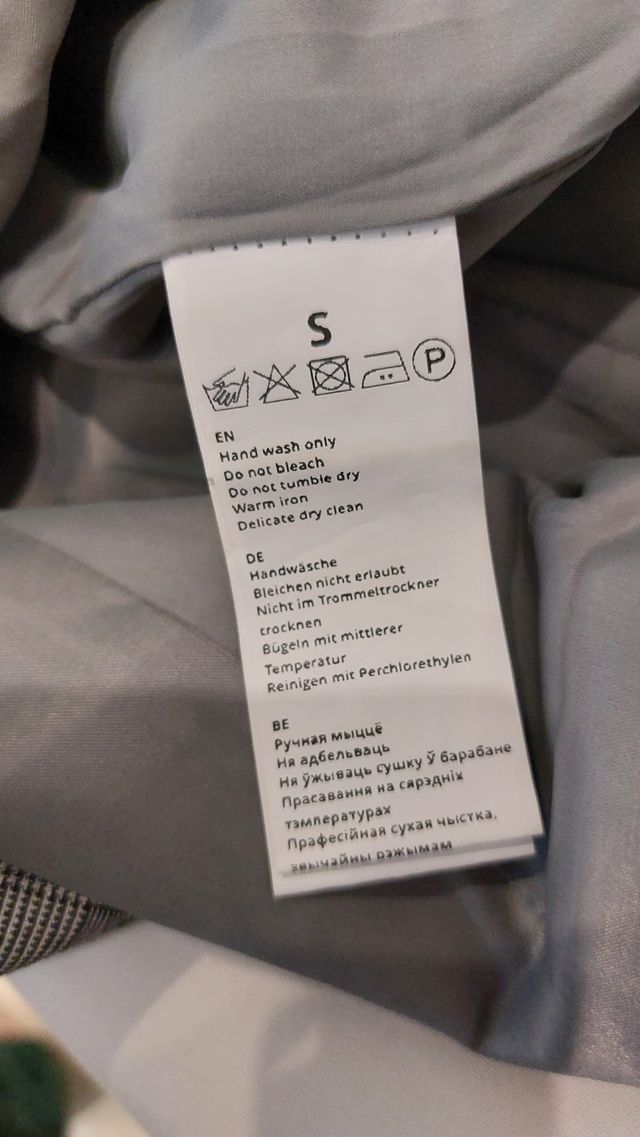 S
P
EN
Hand wash only
Do not bleach
Do not tumble dry
Warm iron
Delicate dry clean
DE
Handwäsche
Bleichen nicht erlaubt
Nicht im Trommeltrockner
trocknen
Bügeln mit mittlerer
Temperatur
Reinigen mit Perchlorethylen
BE
Ручная мыццё
Ня адбельваць
Ня ўжываць сушку ў барабане
Прасавання на сярэдніх
тэмпературах
Прафесійная сухая чыстка,
звычайны рэжымам